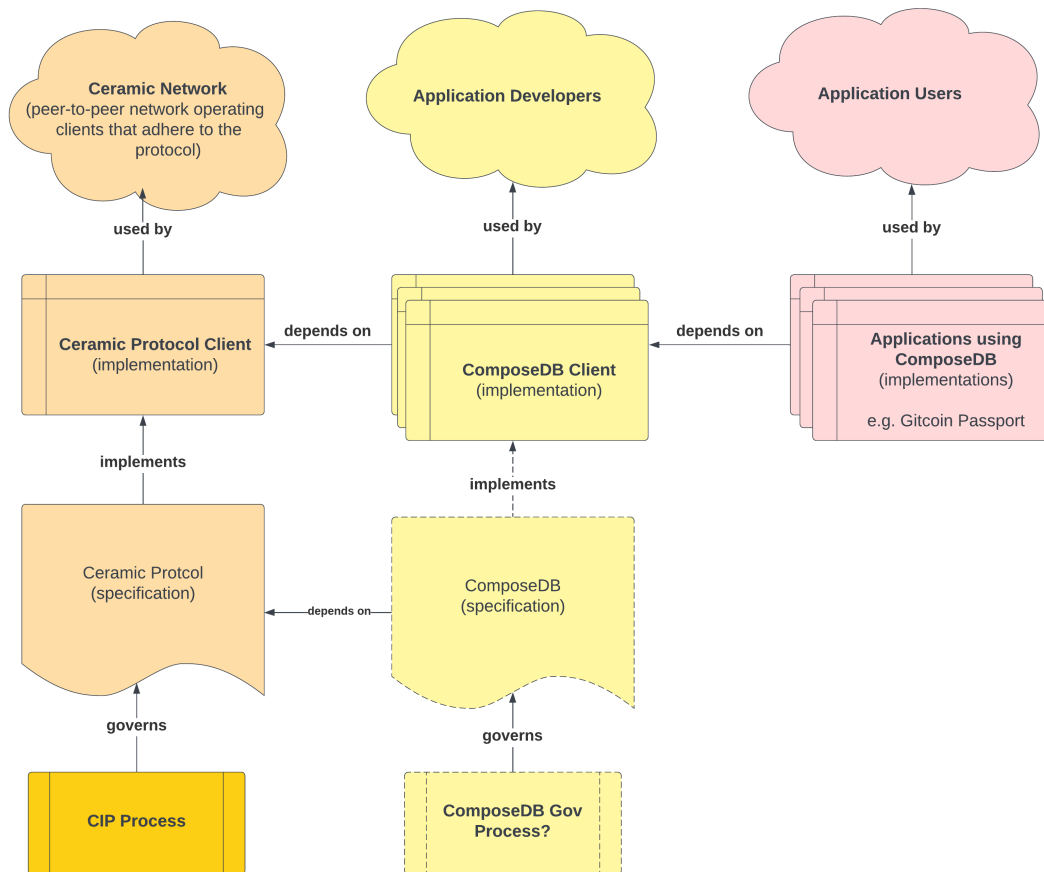 Ceramic Network
(peer-to-peer network operating
clients that adhere to the
protocol)
Application Developers
Application Users
used by
used by
used by
Ceramic Protocol Client
(implementation)
depends on
ComposeDB Client
(implementation)
depends on
Applications using
ComposeDB
(implementations)
e.g. Gitcoin Passport
implements
implements
Ceramic Protcol
(specification)
depends on
ComposeDB
(specification)
governs
governs
CIP Process
ComposeDB Gov
Process?